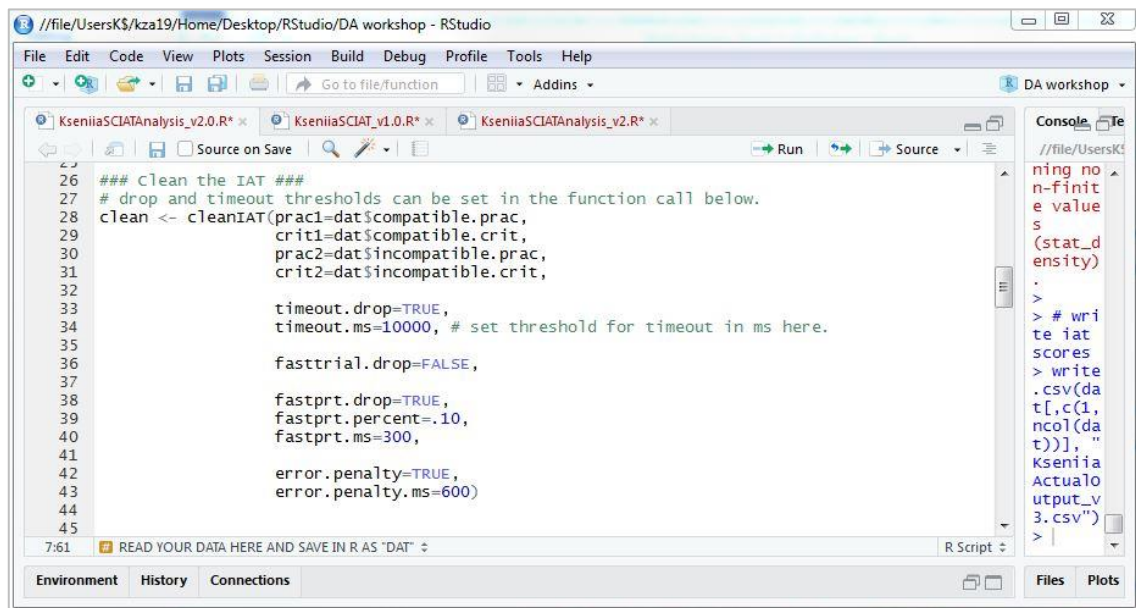 //file/UsersK$/kza19/Home/Desktop/RStudio/DA workshop - RStudio
File Edit Code View Plots Session Build Debug Profile Tools Help
Go to file/function Addins DA workshop
KseniiaSCIATAnalysis_v2.0.R* KseniiaSCIAT_v1.0.R* KseniiaSCIATAnalysis_v2.R*
Source on Save Run Source
26 ### Clean the IAT ###
27 # drop and timeout thresholds can be set in the function call below.
28 clean <- cleanIAT(prac1=dat$compatible.prac,
29 crit1=dat$compatible.crit,
30 prac2=dat$incompatible.prac,
31 crit2=dat$incompatible.crit,
32
33 timeout.drop=TRUE,
34 timeout.ms=10000, # set threshold for timeout in ms here.
35
36 fasttrial.drop=FALSE,
37
38 fastprt.drop=TRUE,
39 fastprt.percent=.10,
40 fastprt.ms=300,
41
42 error.penalty=TRUE,
43 error.penalty.ms=600)
44
45
7:61 # READ YOUR DATA HERE AND SAVE IN R AS "DAT" R Script
Environment History Connections
Console Te
//file/UsersK$
ning no
n-finit
e value
s
(stat_d
ensity)
.
>
> # wri
te iat
scores
> write
.csv(da
t[,c(1,
ncol(da
t))], "
Kseniia
ActualO
utput_v
3.csv")
>
Files Plots